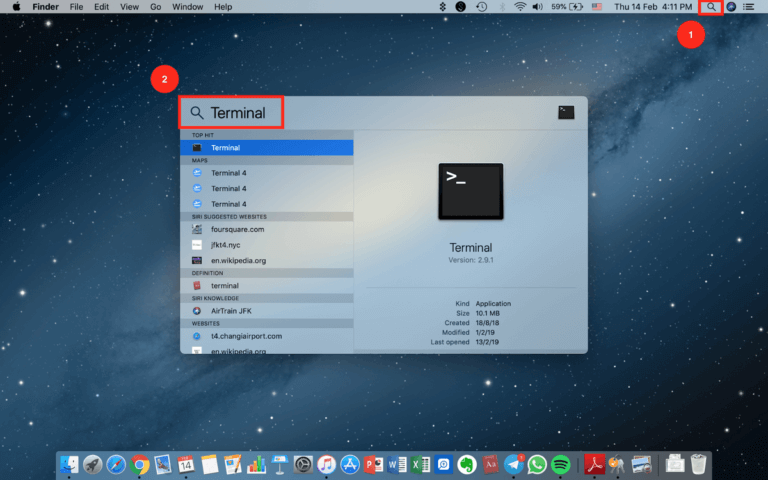 Finder File Edit View Go Window Help 59% Thu 14 Feb 4:11 PM
1
2
Terminal
TOP HIT
Terminal
MAPS
Terminal 4
Terminal 4
Terminal 4
SIRI SUGGESTED WEBSITES
foursquare.com
jfkt4.nyc
en.wikipedia.org
DEFINITION
terminal
SIRI KNOWLEDGE
AirTrain JFK
WEBSITES
t4.changiairport.com
en.wikipedia.org
>_
Terminal
Version: 2.9.1
Kind Application
Size 10.1 MB
Created 18/8/18
Modified 1/2/19
Last opened 13/2/19
14